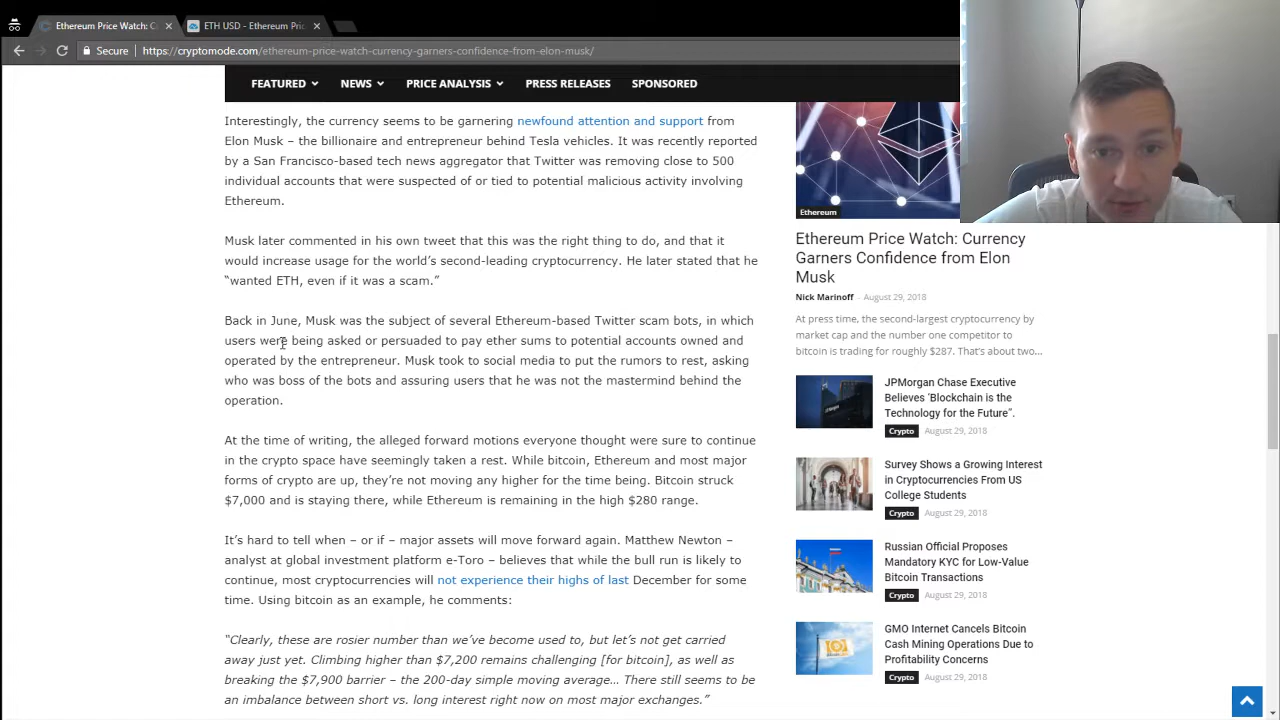 Ethereum Price Watch: C
ETH USD -
Secure
https://cryptomode.com/ethereum-price-watch-currency-garners-confidence-from-elon-musk/
FEATURED
NEWS
PRICE ANALYSIS
PRESS RELEASES
SPONSORED
Interestingly, the currency seems to be garnering newfound attention and support from
Elon Musk – the billionaire and entrepreneur behind Tesla vehicles. It was recently reported
by a San Francisco-based tech news aggregator that Twitter was removing close to 500
individual accounts that were suspected of or tied to potential malicious activity involving
Ethereum.
Musk later commented in his own tweet that this was the right thing to do, and that it
would increase usage for the world’s second-leading cryptocurrency. He later stated that he
“wanted ETH, even if it was a scam.”
Back in June, Musk was the subject of several Ethereum-based Twitter scam bots, in which
users were being asked or persuaded to pay ether sums to potential accounts owned and
operated by the entrepreneur. Musk took to social media to put the rumors to rest, asking
who was boss of the bots and assuring users that he was not the mastermind behind the
operation.
At the time of writing, the alleged forward motions everyone thought were sure to continue
in the crypto space have seemingly taken a rest. While bitcoin, Ethereum and most major
forms of crypto are up, they’re not moving any higher for the time being. Bitcoin struck
$7,000 and is staying there, while Ethereum is remaining in the high $280 range.
It’s hard to tell when – or if – major assets will move forward again. Matthew Newton –
analyst at global investment platform e-Toro – believes that while the bull run is likely to
continue, most cryptocurrencies will not experience their highs of last December for some
time. Using bitcoin as an example, he comments:
“Clearly, these are rosier number than we’ve become used to, but let’s not get carried
away just yet. Climbing higher than $7,200 remains challenging [for bitcoin], as well as
breaking the $7,900 barrier – the 200-day simple moving average… There still seems to be
an imbalance between short vs. long interest right now on most major exchanges.”
Ethereum
Ethereum Price Watch: Currency
Garners Confidence from Elon
Musk
Nick Marinoff - August 29, 2018
At press time, the second-largest cryptocurrency by
market cap and the number one competitor to
bitcoin is trading for roughly $287. That’s about two...
JPMorgan Chase Executive
Believes ‘Blockchain is the
Technology for the Future”.
Crypto August 29, 2018
Survey Shows a Growing Interest
in Cryptocurrencies From US
College Students
Crypto August 29, 2018
Russian Official Proposes
Mandatory KYC for Low-Value
Bitcoin Transactions
Crypto August 29, 2018
GMO Internet Cancels Bitcoin
Cash Mining Operations Due to
Profitability Concerns
Crypto August 29, 2018